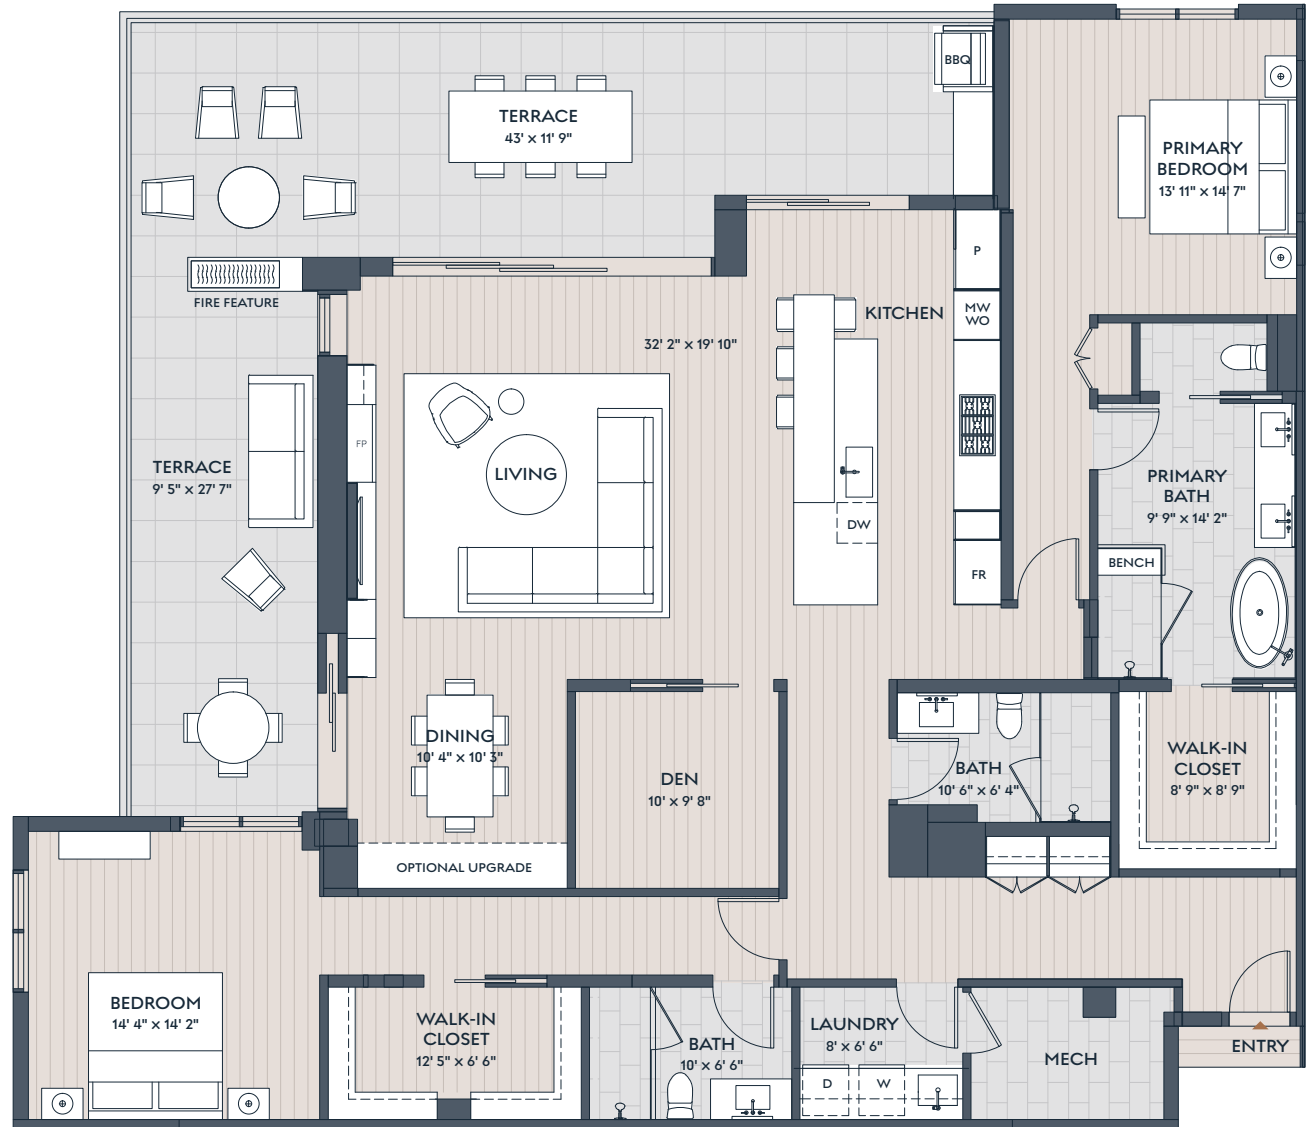 BBQ
TERRACE
43' x 11' 9"
PRIMARY
BEDROOM
13' 11" x 14' 7"
P
FIRE FEATURE
KITCHEN
MW
WO
32' 2" x 19' 10"
FP
TERRACE
9' 5" x 27' 7"
LIVING
PRIMARY
BATH
9' 9" x 14' 2"
DW
BENCH
FR
DINING
10' 4" x 10' 3"
DEN
10' x 9' 8"
BATH
10' 6" x 6' 4"
WALK-IN
CLOSET
8' 9" x 8' 9"
OPTIONAL UPGRADE
BEDROOM
14' 4" x 14' 2"
WALK-IN
CLOSET
12' 5" x 6' 6"
BATH
10' x 6' 6"
LAUNDRY
8' x 6' 6"
D
W
MECH
ENTRY